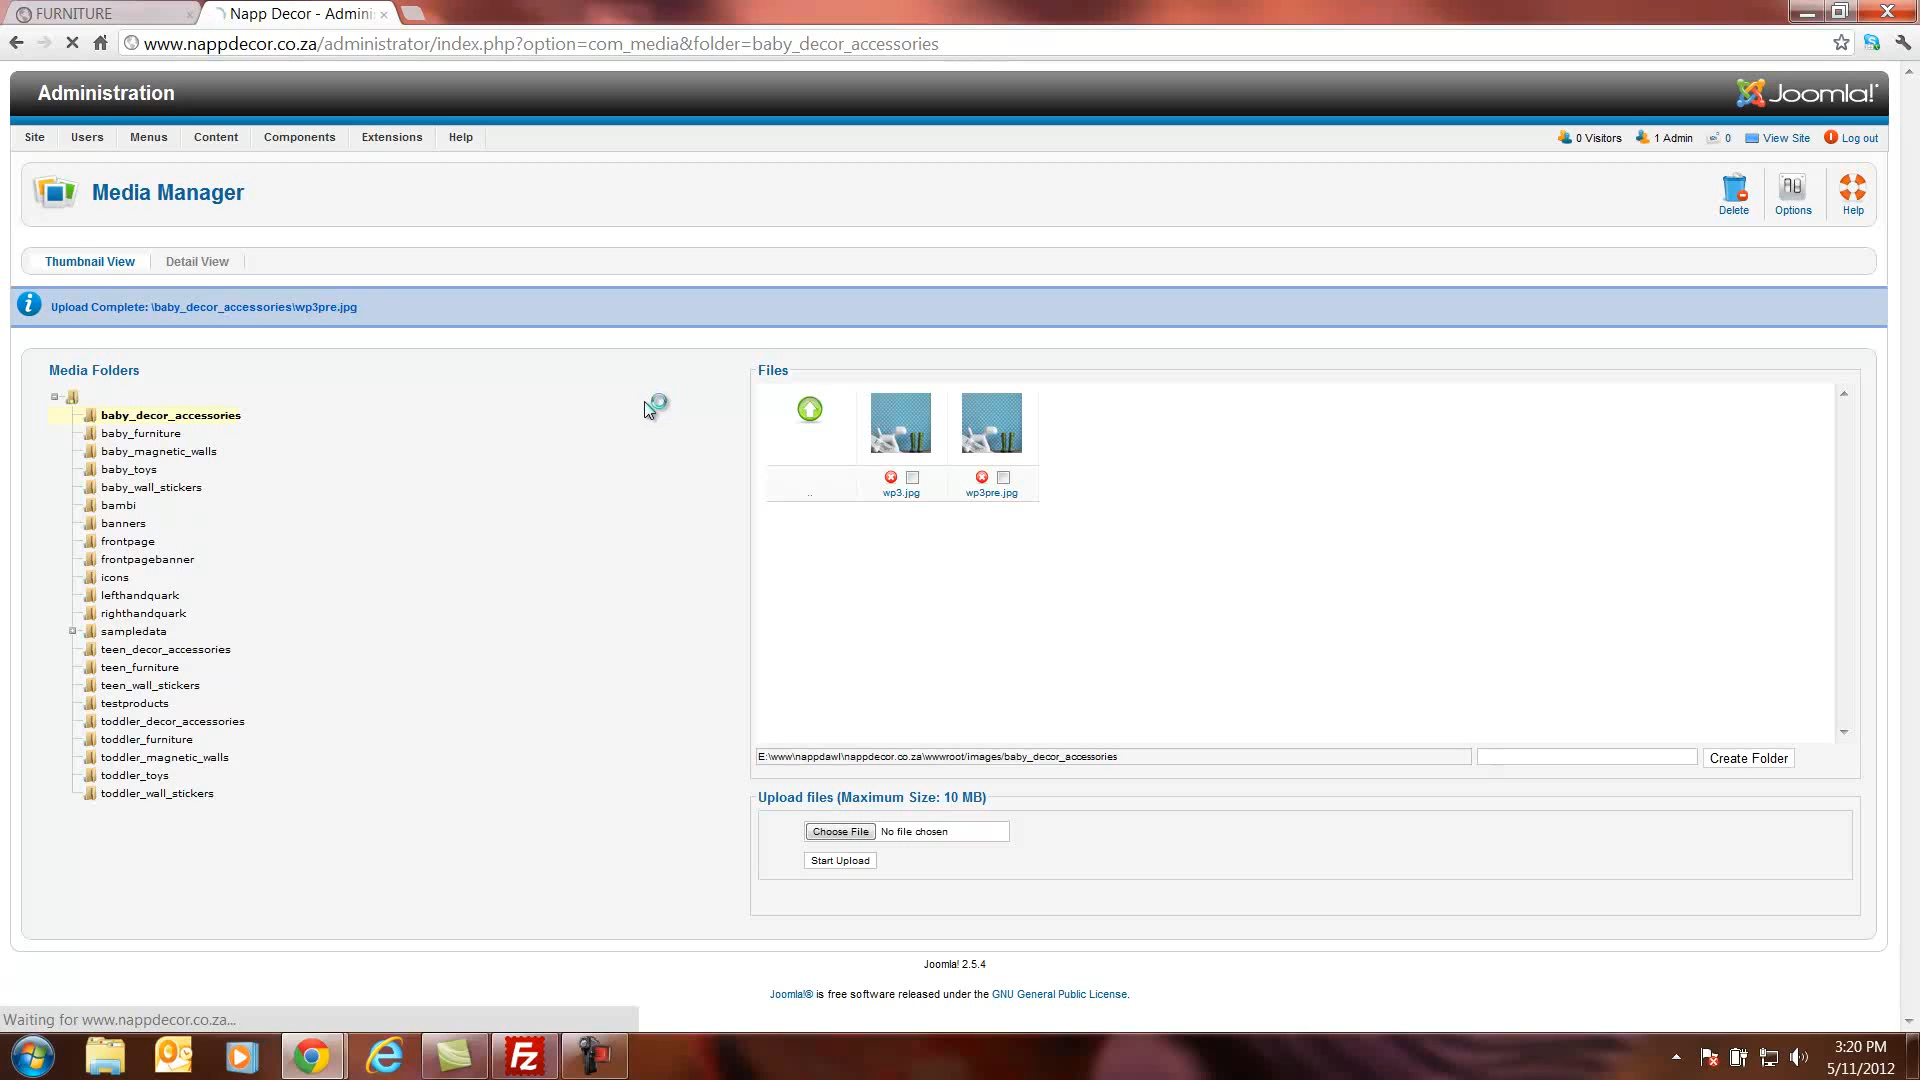 FURNITURE
Napp Decor - Admini
www.nappdecor.co.za/administrator/index.php?option=com_media&folder=baby_decor_accessories
Administration
Joomla!
Site Users Menus Content Components Extensions Help
0 Visitors 1 Admin 0 View Site Log out
Media Manager
Delete Options Help
Thumbnail View Detail View
Upload Complete: \baby_decor_accessories\wp3pre.jpg
Media Folders
baby_decor_accessories
baby_furniture
baby_magnetic_walls
baby_toys
baby_wall_stickers
bambi
banners
frontpage
frontpagebanner
icons
lefthandquark
righthandquark
sampledata
teen_decor_accessories
teen_furniture
teen_wall_stickers
testproducts
toddler_decor_accessories
toddler_furniture
toddler_magnetic_walls
toddler_toys
toddler_wall_stickers
Files
.. wp3.jpg wp3pre.jpg
E:\www\nappdawl\nappdecor.co.za\wwwroot/images/baby_decor_accessories
Create Folder
Upload files (Maximum Size: 10 MB)
Choose File No file chosen
Start Upload
Joomla! 2.5.4
Joomla!® is free software released under the GNU General Public License.
Waiting for www.nappdecor.co.za...
3:20 PM
5/11/2012